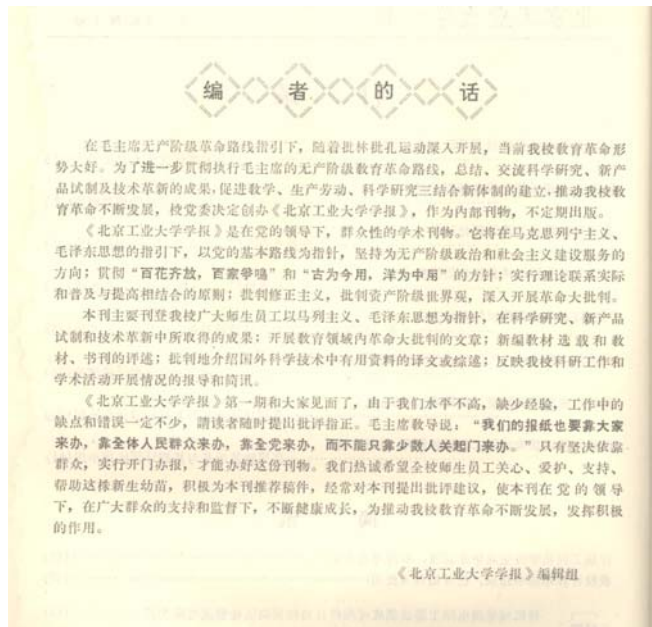 编者的话
在毛主席无产阶级革命路线指引下，随着批林批孔运动深入开展，当前我校教育革命形
势大好。为了进一步贯彻执行毛主席的无产阶级教育革命路线，总结、交流科学研究、新产
品试制及技术革新的成果，促进教学、生产劳动、科学研究三结合新体制的建立，推动我校教
育革命不断发展，校党委决定创办《北京工业大学学报》，作为内部刊物，不定期出版。
《北京工业大学学报》是在党的领导下，群众性的学术刊物。它将在马克思列宁主义、
毛泽东思想的指引下，以党的基本路线为指针，坚持为无产阶级政治和社会主义建设服务的
方向；贯彻“百花齐放，百家争鸣”和“古为今用，洋为中用”的方针；实行理论联系实际
和普及与提高相结合的原则；批判修正主义，批判资产阶级世界观，深入开展革命大批判。
本刊主要刊登我校广大师生员工以马列主义、毛泽东思想为指针，在科学研究、新产品
试制和技术革新中所取得的成果；开展教育领域内革命大批判的文章；新编教材选载和教
材、书刊的评述；批判地介绍国外科学技术中有用资料的译文或综述；反映我校科研工作和
学术活动开展情况的报导和简讯。
《北京工业大学学报》第一期和大家见面了，由于我们水平不高，缺少经验，工作中的
缺点和错误一定不少，请读者随时提出批评指正。毛主席教导说：“我们的报纸也要靠大家
来办，靠全体人民群众来办，靠全党来办，而不能只靠少数人关起门来办。”只有坚决依靠
群众，实行开门办报，才能办好这份刊物。我们热诚希望全校师生员工关心、爱护、支持、
帮助这株新生幼苗，积极为本刊推荐稿件，经常对本刊提出批评建议，使本刊在党的领导
下，在广大群众的支持和监督下，不断健康成长，为推动我校教育革命不断发展，发挥积极
的作用。
《北京工业大学学报》编辑组